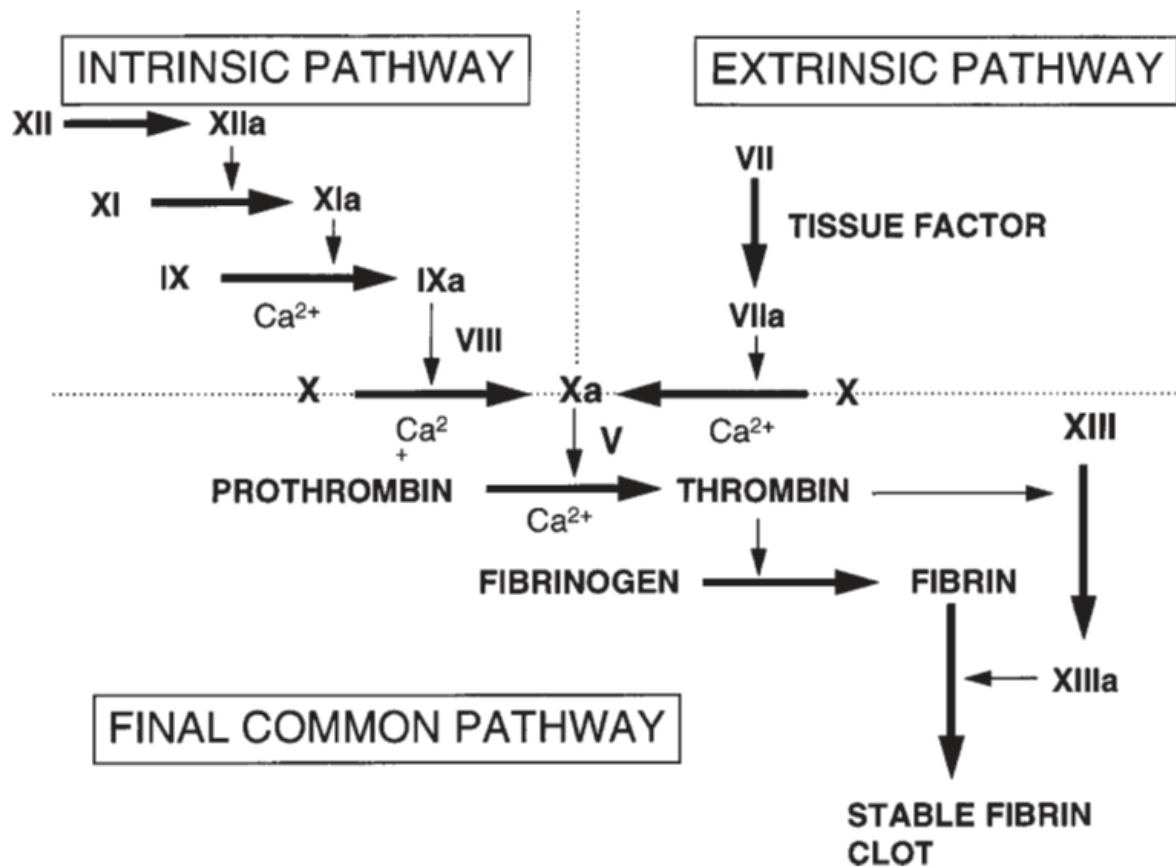 INTRINSIC PATHWAY
EXTRINSIC PATHWAY
XII
XIIa
VII
XI
XIa
TISSUE FACTOR
IX
IXa
Ca2+
VIIa
VIII
X
Xa
X
Ca2
+
V
Ca2+
XIII
PROTHROMBIN
THROMBIN
Ca2+
FIBRINOGEN
FIBRIN
XIIIa
FINAL COMMON PATHWAY
STABLE FIBRIN
CLOT